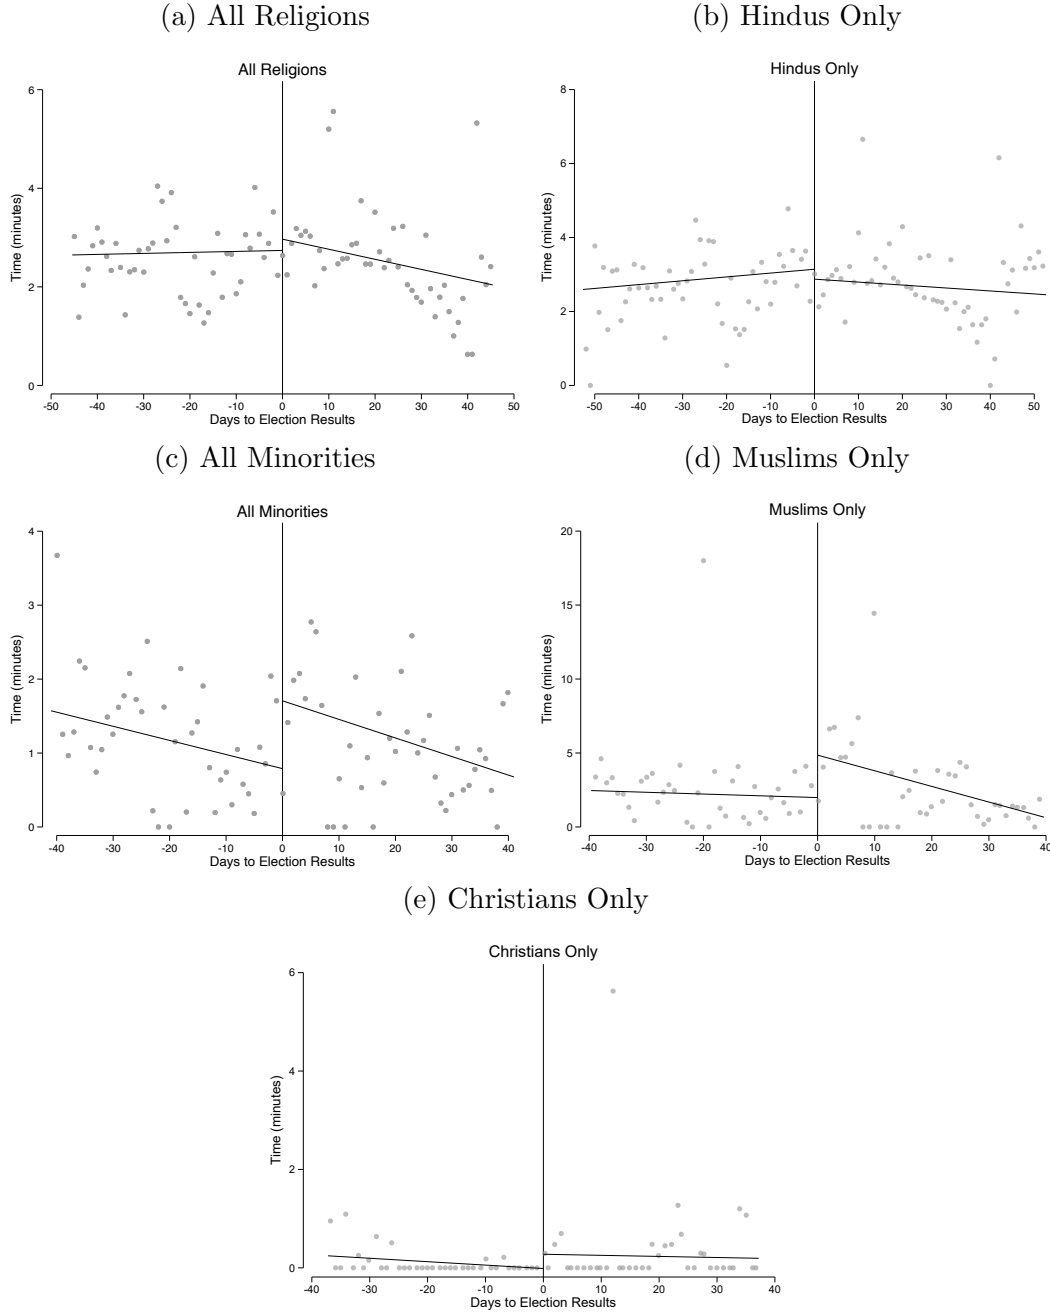 (a) All Religions
(b) Hindus Only
All Religions
Time (minutes)
6
4
2
0
-50 -40 -30 -20 -10 0 10 20 30 40 50
Days to Election Results
Hindus Only
Time (minutes)
8
6
4
2
0
-50 -40 -30 -20 -10 0 10 20 30 40 50
Days to Election Results
(c) All Minorities
(d) Muslims Only
All Minorities
Time (minutes)
4
3
2
1
0
-40 -30 -20 -10 0 10 20 30 40
Days to Election Results
Muslims Only
Time (minutes)
20
15
10
5
0
-40 -30 -20 -10 0 10 20 30 40
Days to Election Results
(e) Christians Only
Christians Only
Time (minutes)
6
4
2
0
-40 -30 -20 -10 0 10 20 30 40
Days to Election Results